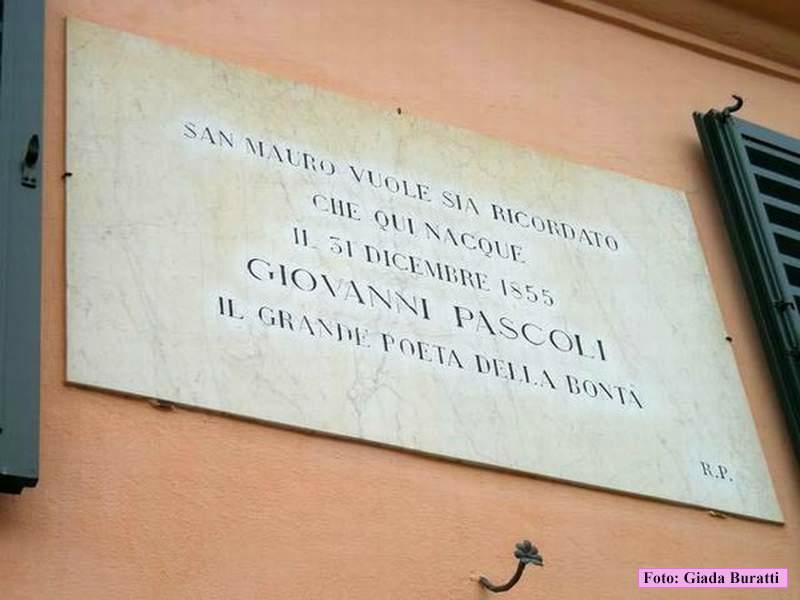 SAN MAURO VUOLE SIA RICORDATO
CHE QUI NACQUE
IL 31 DICEMBRE 1855
GIOVANNI PASCOLI
IL GRANDE POETA DELLA BONTÀ
R.P.
Foto: Giada Buratti